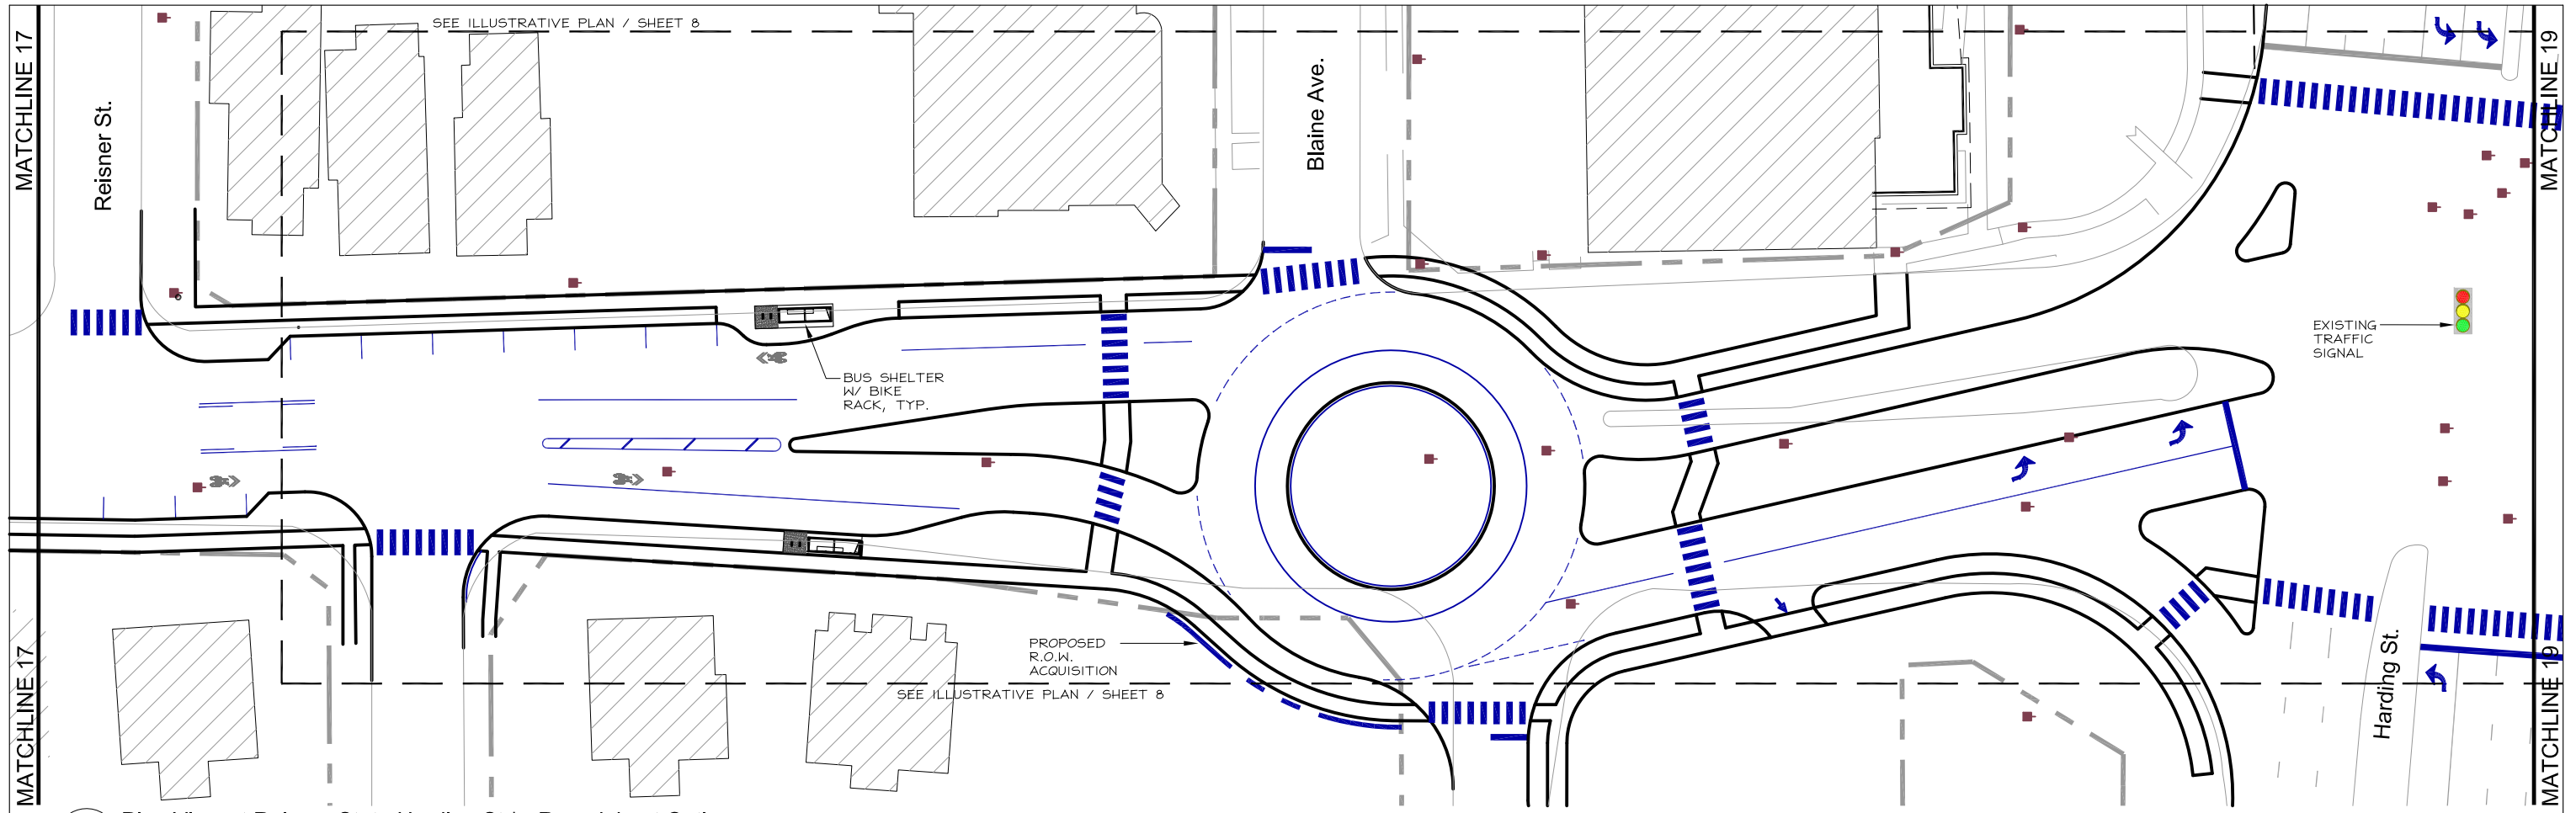 SEE ILLUSTRATIVE PLAN / SHEET 8
MATCHLINE 17
Reisner St.
Blaine Ave.
MATCHLINE 19
EXISTING
TRAFFIC
SIGNAL
BUS SHELTER
W/ BIKE
RACK, TYP.
PROPOSED
R.O.W.
ACQUISITION
SEE ILLUSTRATIVE PLAN / SHEET 8
MATCHLINE 17
Harding St.
MATCHLINE 19